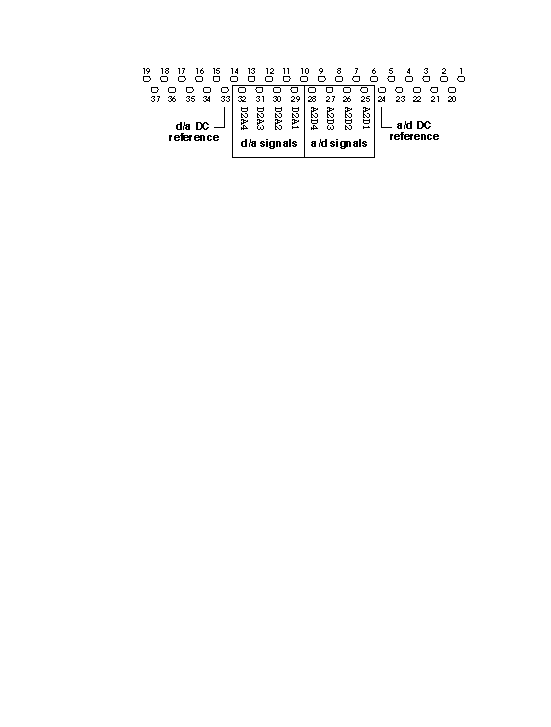 19 18 17 16 15 14 13 12 11 10 9 8 7 6 5 4 3 2 1
37 36 35 34 33 32 31 30 29 28 27 26 25 24 23 22 21 20
D2A4 D2A3 D2A2 D2A1 A2D4 A2D3 A2D2 A2D1
d/a DC
reference
a/d DC
reference
d/a signals
a/d signals